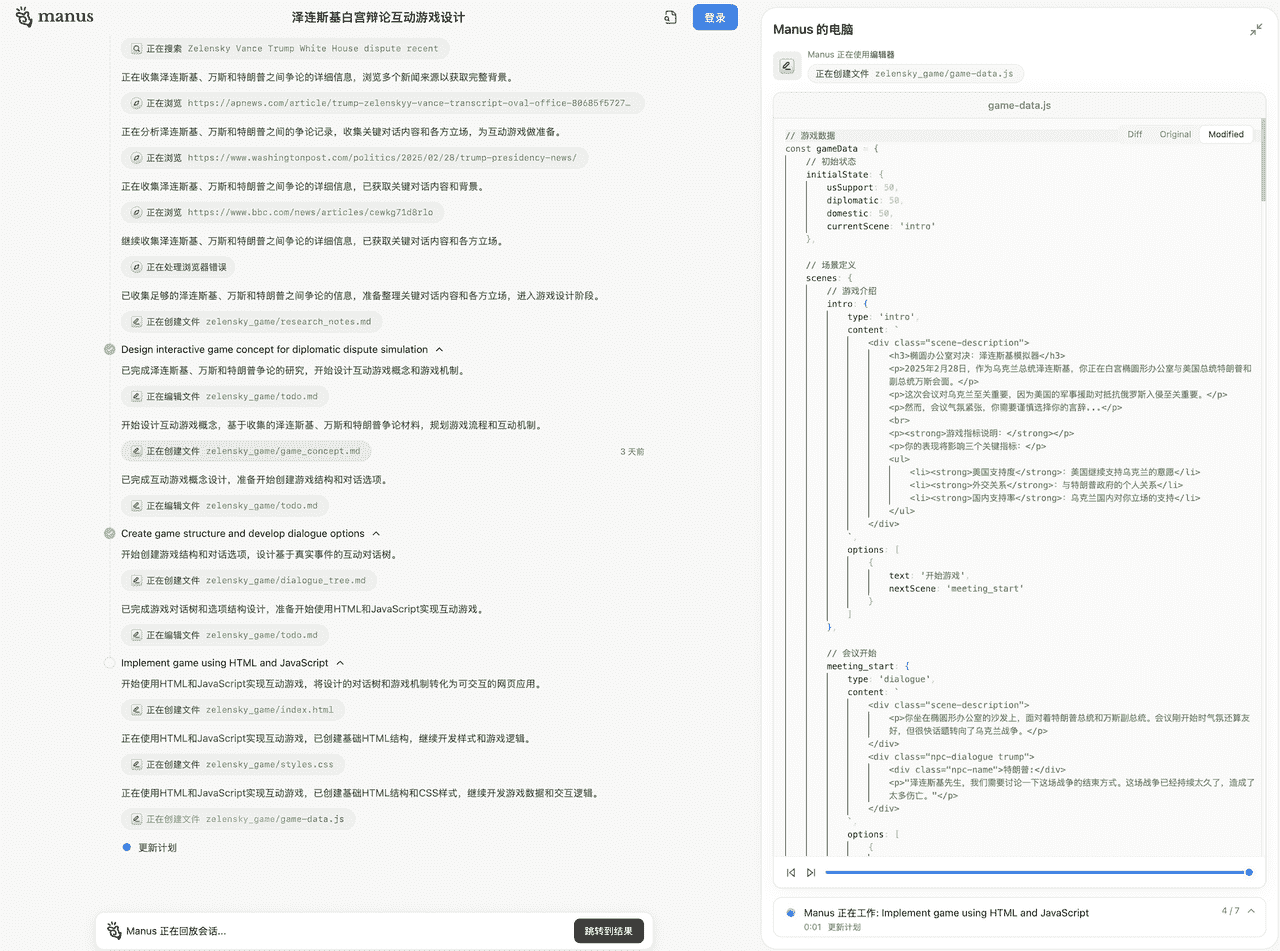 manus
泽连斯基白宫辩论互动游戏设计
登录
正在搜索 Zelensky Vance Trump White House dispute recent
正在收集泽连斯基、万斯和特朗普之间争论的详细信息，浏览多个新闻来源以获取完整背景。
正在浏览 https://apnews.com/article/trump-zelenskyy-vance-transcript-oval-office-80685f5727…
正在分析泽连斯基、万斯和特朗普之间的争论记录，收集关键对话内容和各方立场，为互动游戏做准备。
正在浏览 https://www.washingtonpost.com/politics/2025/02/28/trump-presidency-news/
正在收集泽连斯基、万斯和特朗普之间争论的详细信息，已获取关键对话内容和背景。
正在浏览 https://www.bbc.com/news/articles/cewkg71d8rlo
继续收集泽连斯基、万斯和特朗普之间争论的详细信息，已获取关键对话内容和各方立场。
正在处理浏览器错误
已收集足够的泽连斯基、万斯和特朗普之间争论的信息，准备整理关键对话内容和各方立场，进入游戏设计阶段。
正在创建文件 zelensky_game/research_notes.md
Design interactive game concept for diplomatic dispute simulation
已完成泽连斯基、万斯和特朗普争论的研究，开始设计互动游戏概念和游戏机制。
正在编辑文件 zelensky_game/todo.md
开始设计互动游戏概念，基于收集的泽连斯基、万斯和特朗普争论材料，规划游戏流程和互动机制。
正在创建文件 zelensky_game/game_concept.md
3 天前
已完成互动游戏概念设计，准备开始创建游戏结构和对话选项。
正在编辑文件 zelensky_game/todo.md
Create game structure and develop dialogue options
开始创建游戏结构和对话选项，设计基于真实事件的互动对话树。
正在创建文件 zelensky_game/dialogue_tree.md
已完成游戏对话树和选项结构设计，准备开始使用HTML和JavaScript实现互动游戏。
正在编辑文件 zelensky_game/todo.md
Implement game using HTML and JavaScript
开始使用HTML和JavaScript实现互动游戏，将设计的对话树和游戏机制转化为可交互的网页应用。
正在创建文件 zelensky_game/index.html
正在使用HTML和JavaScript实现互动游戏，已创建基础HTML结构，继续开发样式和游戏逻辑。
正在创建文件 zelensky_game/styles.css
正在使用HTML和JavaScript实现互动游戏，已创建基础HTML结构和CSS样式，继续开发游戏数据和交互逻辑。
正在创建文件 zelensky_game/game-data.js
更新计划
Manus 正在回放会话...
跳转到结果
Manus 的电脑
Manus 正在使用编辑器
正在创建文件 zelensky_game/game-data.js
game-data.js
Diff Original Modified
// 游戏数据
const gameData = {
// 初始状态
initialState: {
usSupport: 50,
diplomatic: 50,
domestic: 50,
currentScene: 'intro'
},
// 场景定义
scenes: {
// 游戏介绍
intro: {
type: 'intro',
content: `
<div class="scene-description">
<h3>椭圆办公室对决：泽连斯基模拟器</h3>
<p>2025年2月28日，作为乌克兰总统泽连斯基，你正在白宫椭圆形办公室与美国总统特朗普和
副总统万斯会面。</p>
<p>这次会议对乌克兰至关重要，因为美国的军事援助对抵抗俄罗斯入侵至关重要。</p>
<p>然而，会议气氛紧张，你需要谨慎选择你的言辞...</p>
<br>
<p><strong>游戏指标说明：</strong></p>
<p>你的表现将影响三个关键指标：</p>
<ul>
<li><strong>美国支持度</strong>：美国继续支持乌克兰的意愿</li>
<li><strong>外交关系</strong>：与特朗普政府的个人关系</li>
<li><strong>国内支持率</strong>：乌克兰国内对你立场的支持</li>
</ul>
</div>
`,
options: [
{
text: '开始游戏',
nextScene: 'meeting_start'
}
]
},
// 会议开始
meeting_start: {
type: 'dialogue',
content: `
<div class="scene-description">
<p>你坐在椭圆形办公室的沙发上，面对着特朗普总统和万斯副总统。会议刚开始时气氛还算友
好，但很快话题转向了乌克兰战争。</p>
</div>
<div class="npc-dialogue trump">
<div class="npc-name">特朗普:</div>
<p>"泽连斯基先生，我们需要讨论一下这场战争的结束方式。这场战争已经持续太久了，造成了
太多伤亡。"</p>
</div>
`,
options: [
{
Manus 正在工作: Implement game using HTML and JavaScript
4 / 7
0:01 更新计划